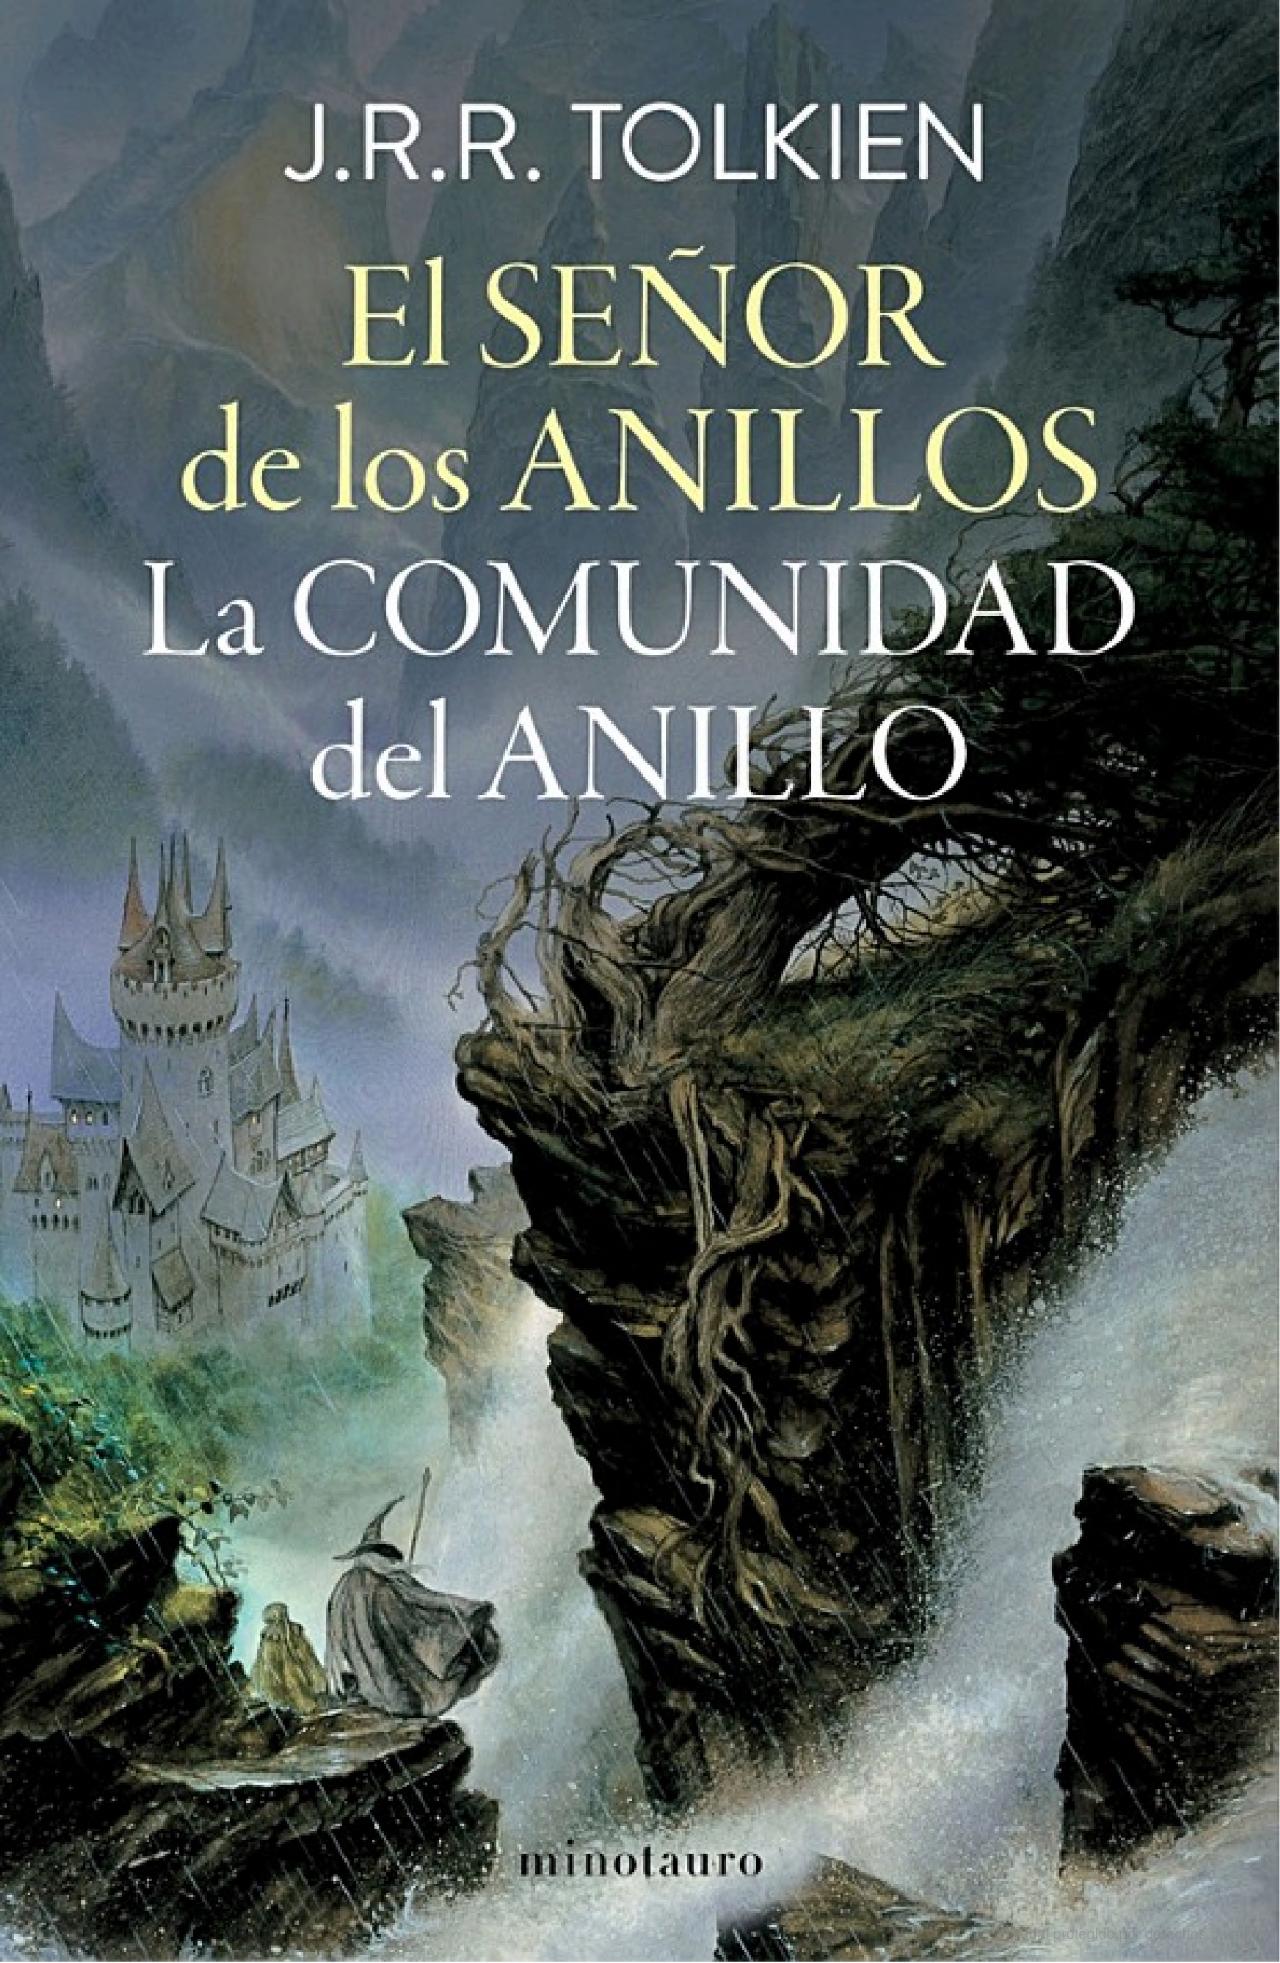 J.R.R. TOLKIEN
El SEÑOR
de los ANILLOS
La COMUNIDAD
del ANILLO
minotauro